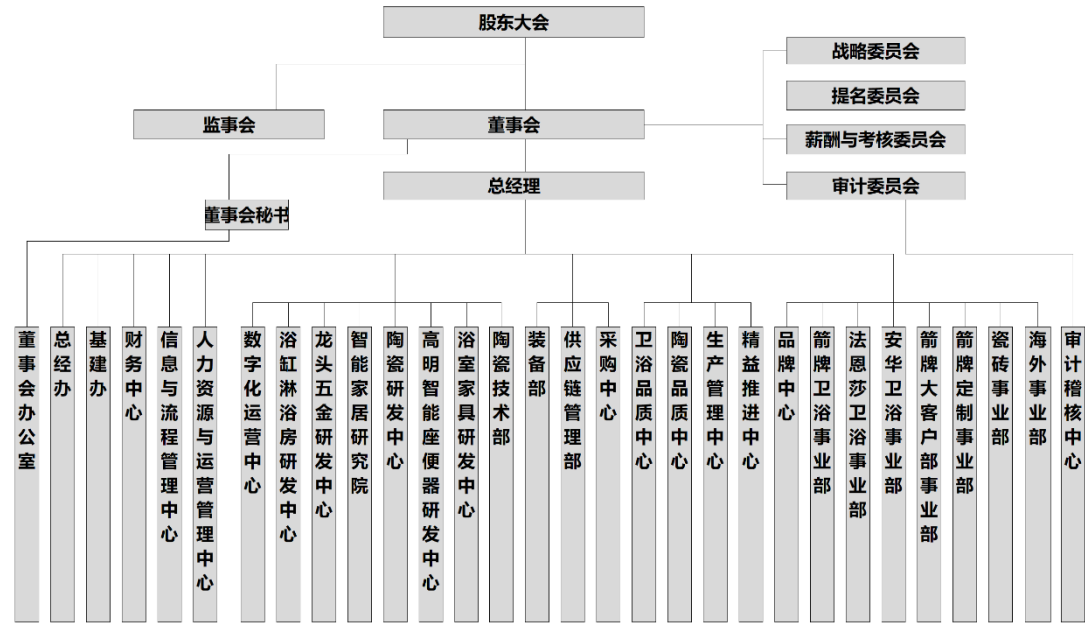 股东大会
战略委员会
提名委员会
监事会
董事会
薪酬与考核委员会
总经理
审计委员会
董事会秘书
董事会办公室
总经办
基建办
财务中心
信息与流程管理中心
人力资源与运营管理中心
数字化运营中心
浴缸淋浴房研发中心
龙头五金研发中心
智能家居研究院
陶瓷研发中心
高明智能座便器研发中心
浴室家具研发中心
陶瓷技术部
装备部
供应链管理部
采购中心
卫浴品质中心
陶瓷品质中心
生产管理中心
精益推进中心
品牌中心
箭牌卫浴事业部
法恩莎卫浴事业部
安华卫浴事业部
箭牌大客户部事业部
箭牌定制事业部
瓷砖事业部
海外事业部
审计稽核中心